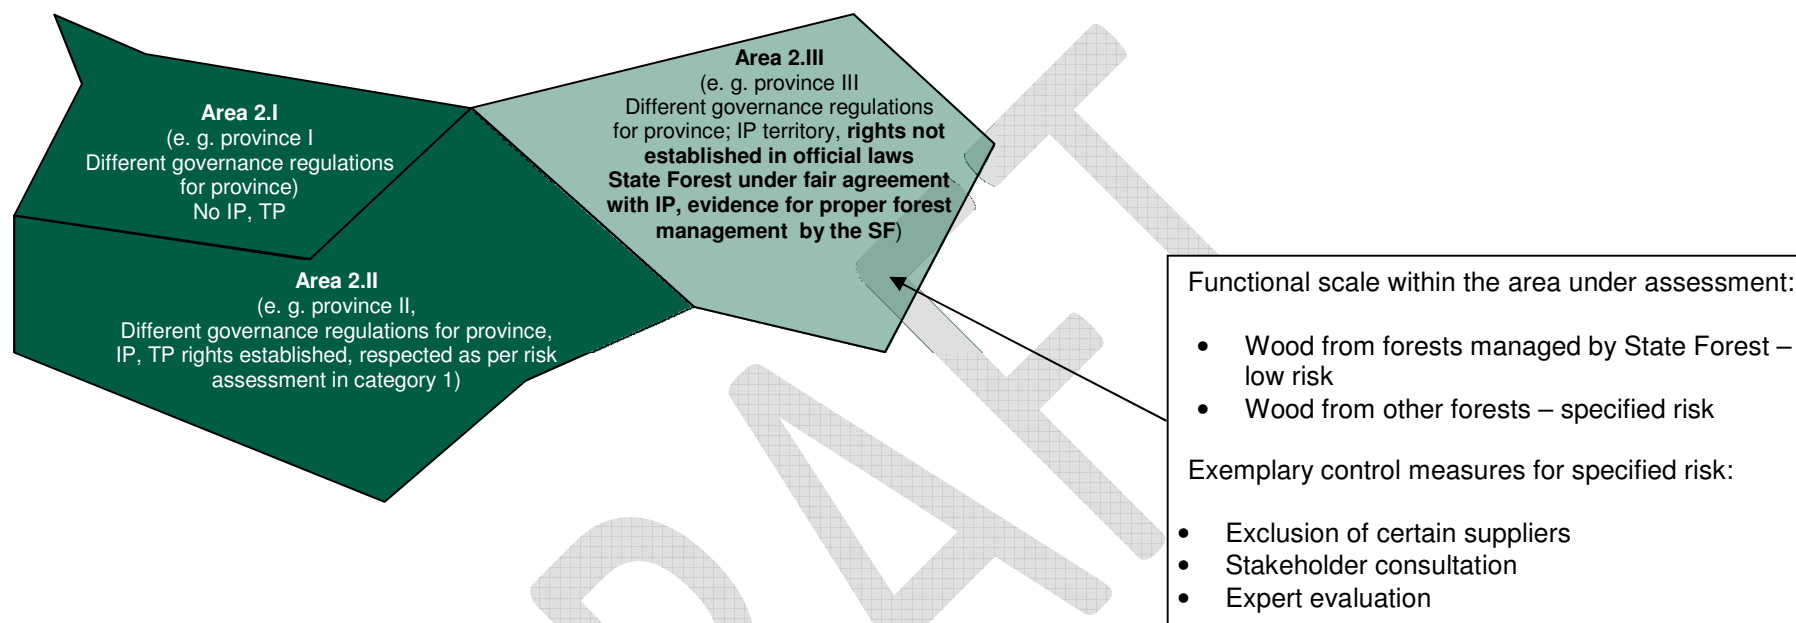 Area 2.I
(e. g. province I
Different governance regulations
for province)
No IP, TP
Area 2.II
(e. g. province II,
Different governance regulations for province,
IP, TP rights established, respected as per risk
assessment in category 1)
Area 2.III
(e. g. province III
Different governance regulations
for province; IP territory, rights not
established in official laws
State Forest under fair agreement
with IP, evidence for proper forest
management by the SF)
Functional scale within the area under assessment:
• Wood from forests managed by State Forest –
low risk
• Wood from other forests – specified risk
Exemplary control measures for specified risk:
• Exclusion of certain suppliers
• Stakeholder consultation
• Expert evaluation